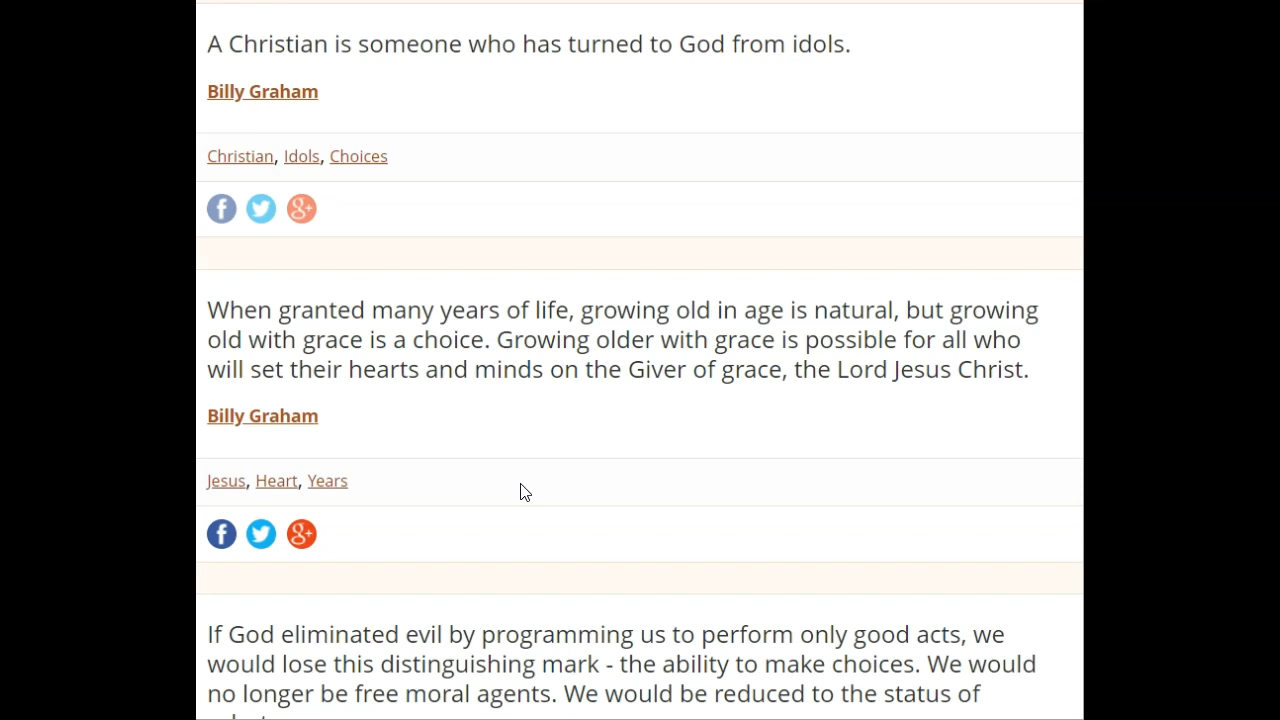 A Christian is someone who has turned to God from idols.
Billy Graham
Christian, Idols, Choices
When granted many years of life, growing old in age is natural, but growing
old with grace is a choice. Growing older with grace is possible for all who
will set their hearts and minds on the Giver of grace, the Lord Jesus Christ.
Billy Graham
Jesus, Heart, Years
If God eliminated evil by programming us to perform only good acts, we
would lose this distinguishing mark - the ability to make choices. We would
no longer be free moral agents. We would be reduced to the status of